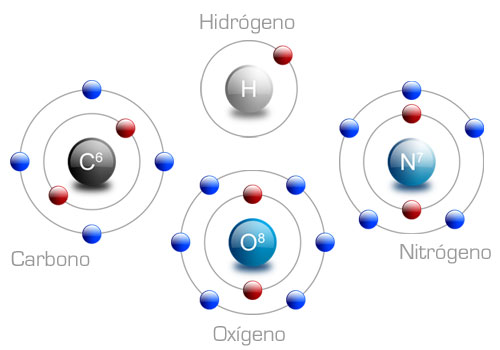 Hidrógeno
H
C⁶
N⁷
Carbono
O⁸
Nitrógeno
Oxígeno